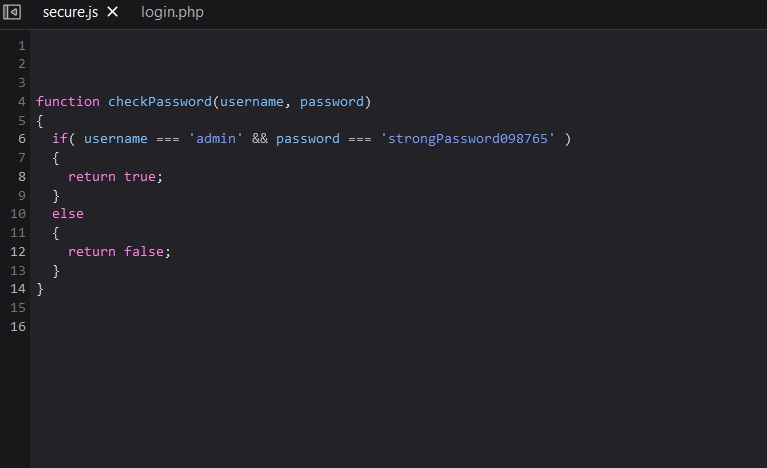 secure.js ✕ login.php
1
2
3
4 function checkPassword(username, password)
5 {
6   if( username === 'admin' && password === 'strongPassword098765' )
7   {
8     return true;
9   }
10   else
11   {
12     return false;
13   }
14 }
15
16